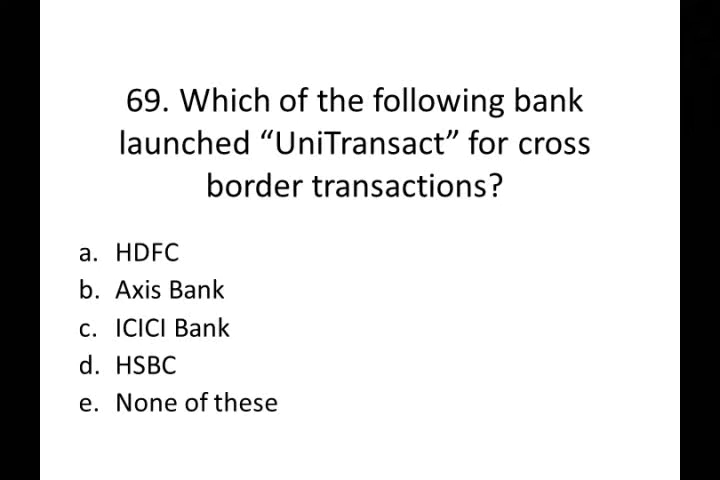 69. Which of the following bank
launched “UniTransact” for cross
border transactions?
a. HDFC
b. Axis Bank
c. ICICI Bank
d. HSBC
e. None of these